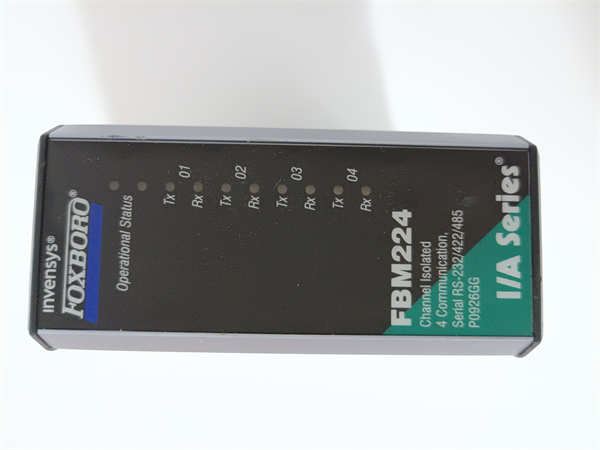 invensys®
FOXBORO®
Operational Status
01
Tx
Rx
02
Tx
Rx
03
Tx
Rx
04
Tx
Rx
FBM224
Channel Isolated
4 Communication,
Serial RS-232/422/485
P0926GG
I/A Series®